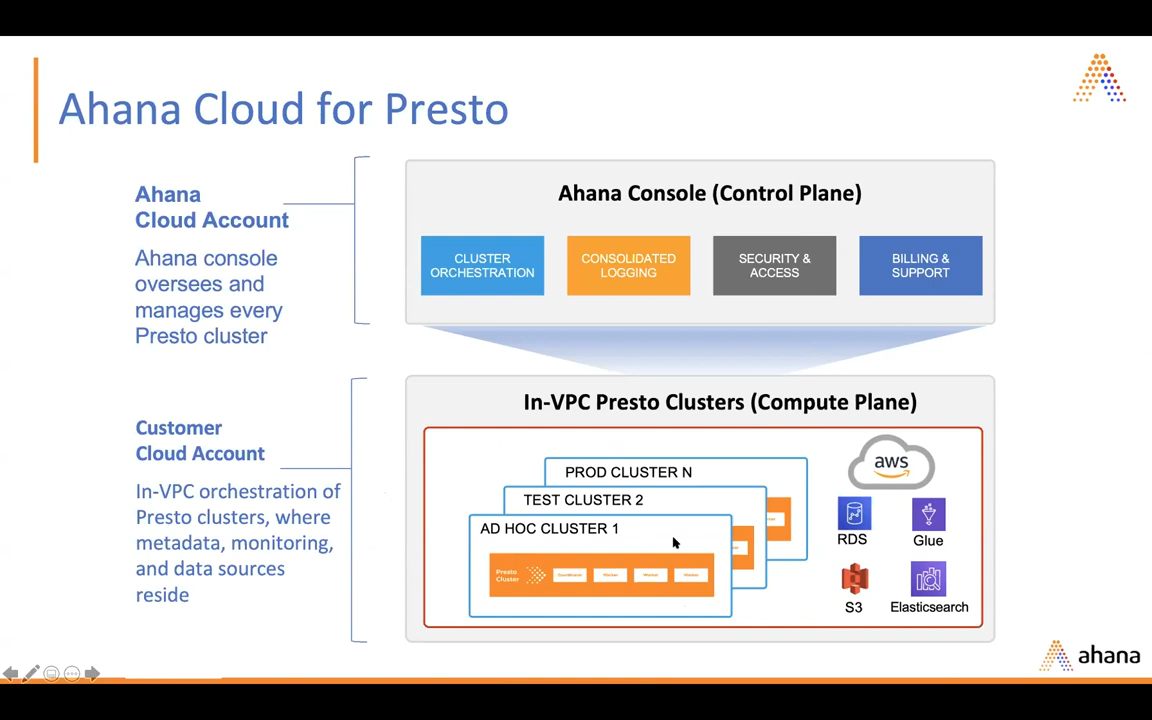 Ahana Cloud for Presto
Ahana
Cloud Account
Ahana console
oversees and
manages every
Presto cluster
Ahana Console (Control Plane)
CLUSTER
ORCHESTRATION
CONSOLIDATED
LOGGING
SECURITY &
ACCESS
BILLING &
SUPPORT
Customer
Cloud Account
In-VPC orchestration of
Presto clusters, where
metadata, monitoring,
and data sources
reside
In-VPC Presto Clusters (Compute Plane)
PROD CLUSTER N
TEST CLUSTER 2
AD HOC CLUSTER 1
Presto
Cluster
aws
RDS
Glue
S3
Elasticsearch
ahana